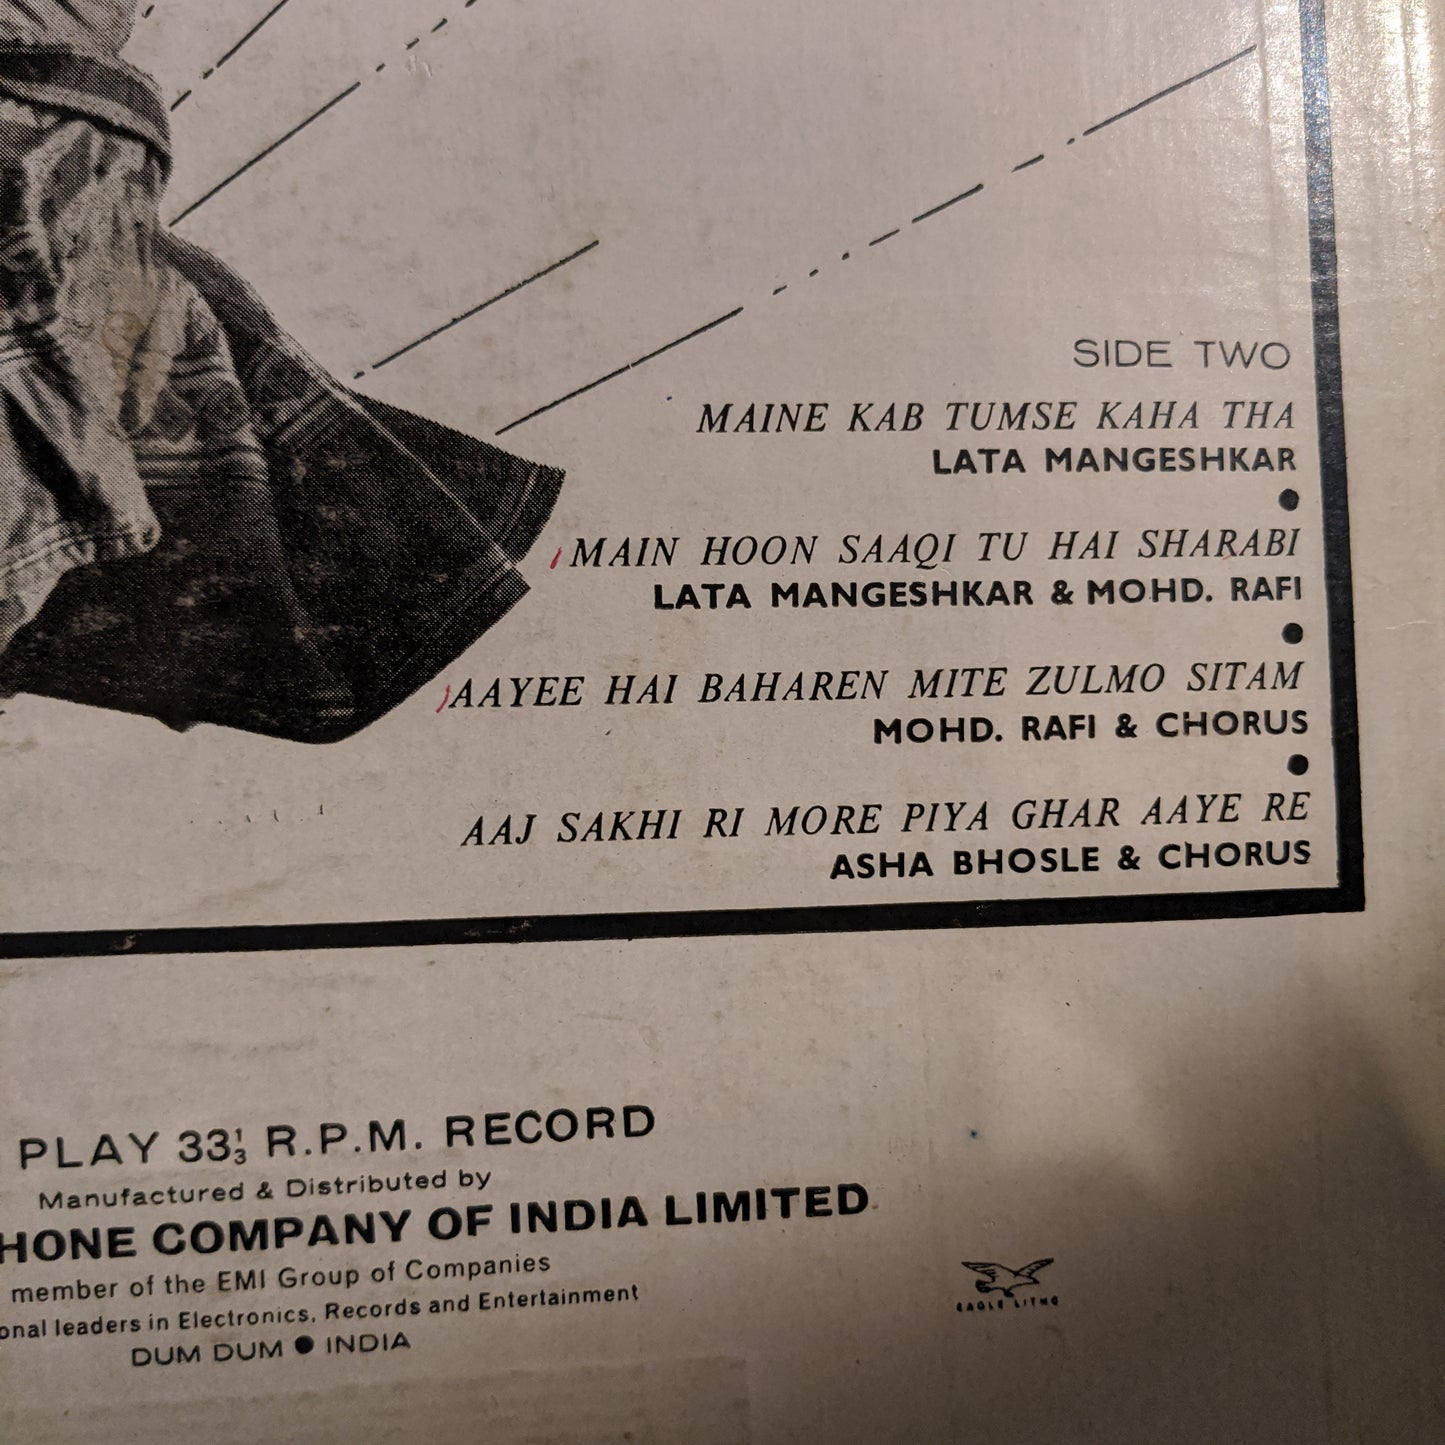 SIDE TWO
MAINE KAB TUMSE KAHA THA
LATA MANGESHKAR
●
MAIN HOON SAAQI TU HAI SHARABI
LATA MANGESHKAR & MOHD. RAFI
●
AAYEE HAI BAHAREN MITE ZULMO SITAM
MOHD. RAFI & CHORUS
●
AAJ SAKHI RI MORE PIYA GHAR AAYE RE
ASHA BHOSLE & CHORUS
PLAY 33⅓ R.P.M. RECORD
Manufactured & Distributed by
HONE COMPANY OF INDIA LIMITED
member of the EMI Group of Companies
onal leaders in Electronics, Records and Entertainment
DUM DUM ● INDIA
EAGLE LITHO